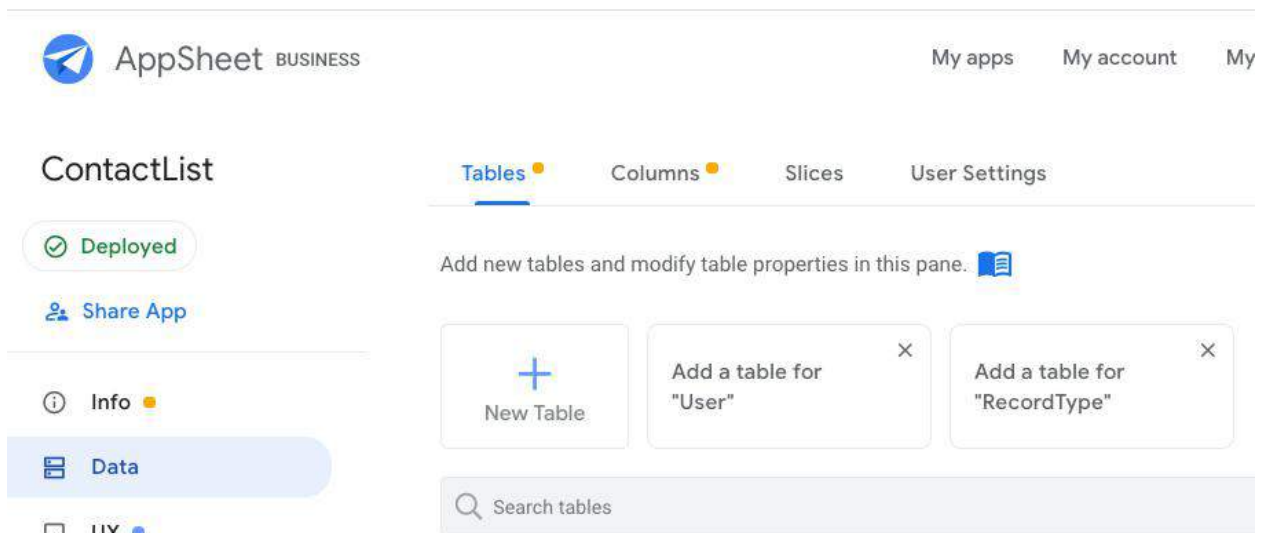 AppSheet BUSINESS
My apps My account My
ContactList
Tables Columns Slices User Settings
Deployed
Add new tables and modify table properties in this pane.
Share App
New Table
Add a table for
"User"
Add a table for
"RecordType"
Info
Data
Search tables
UX